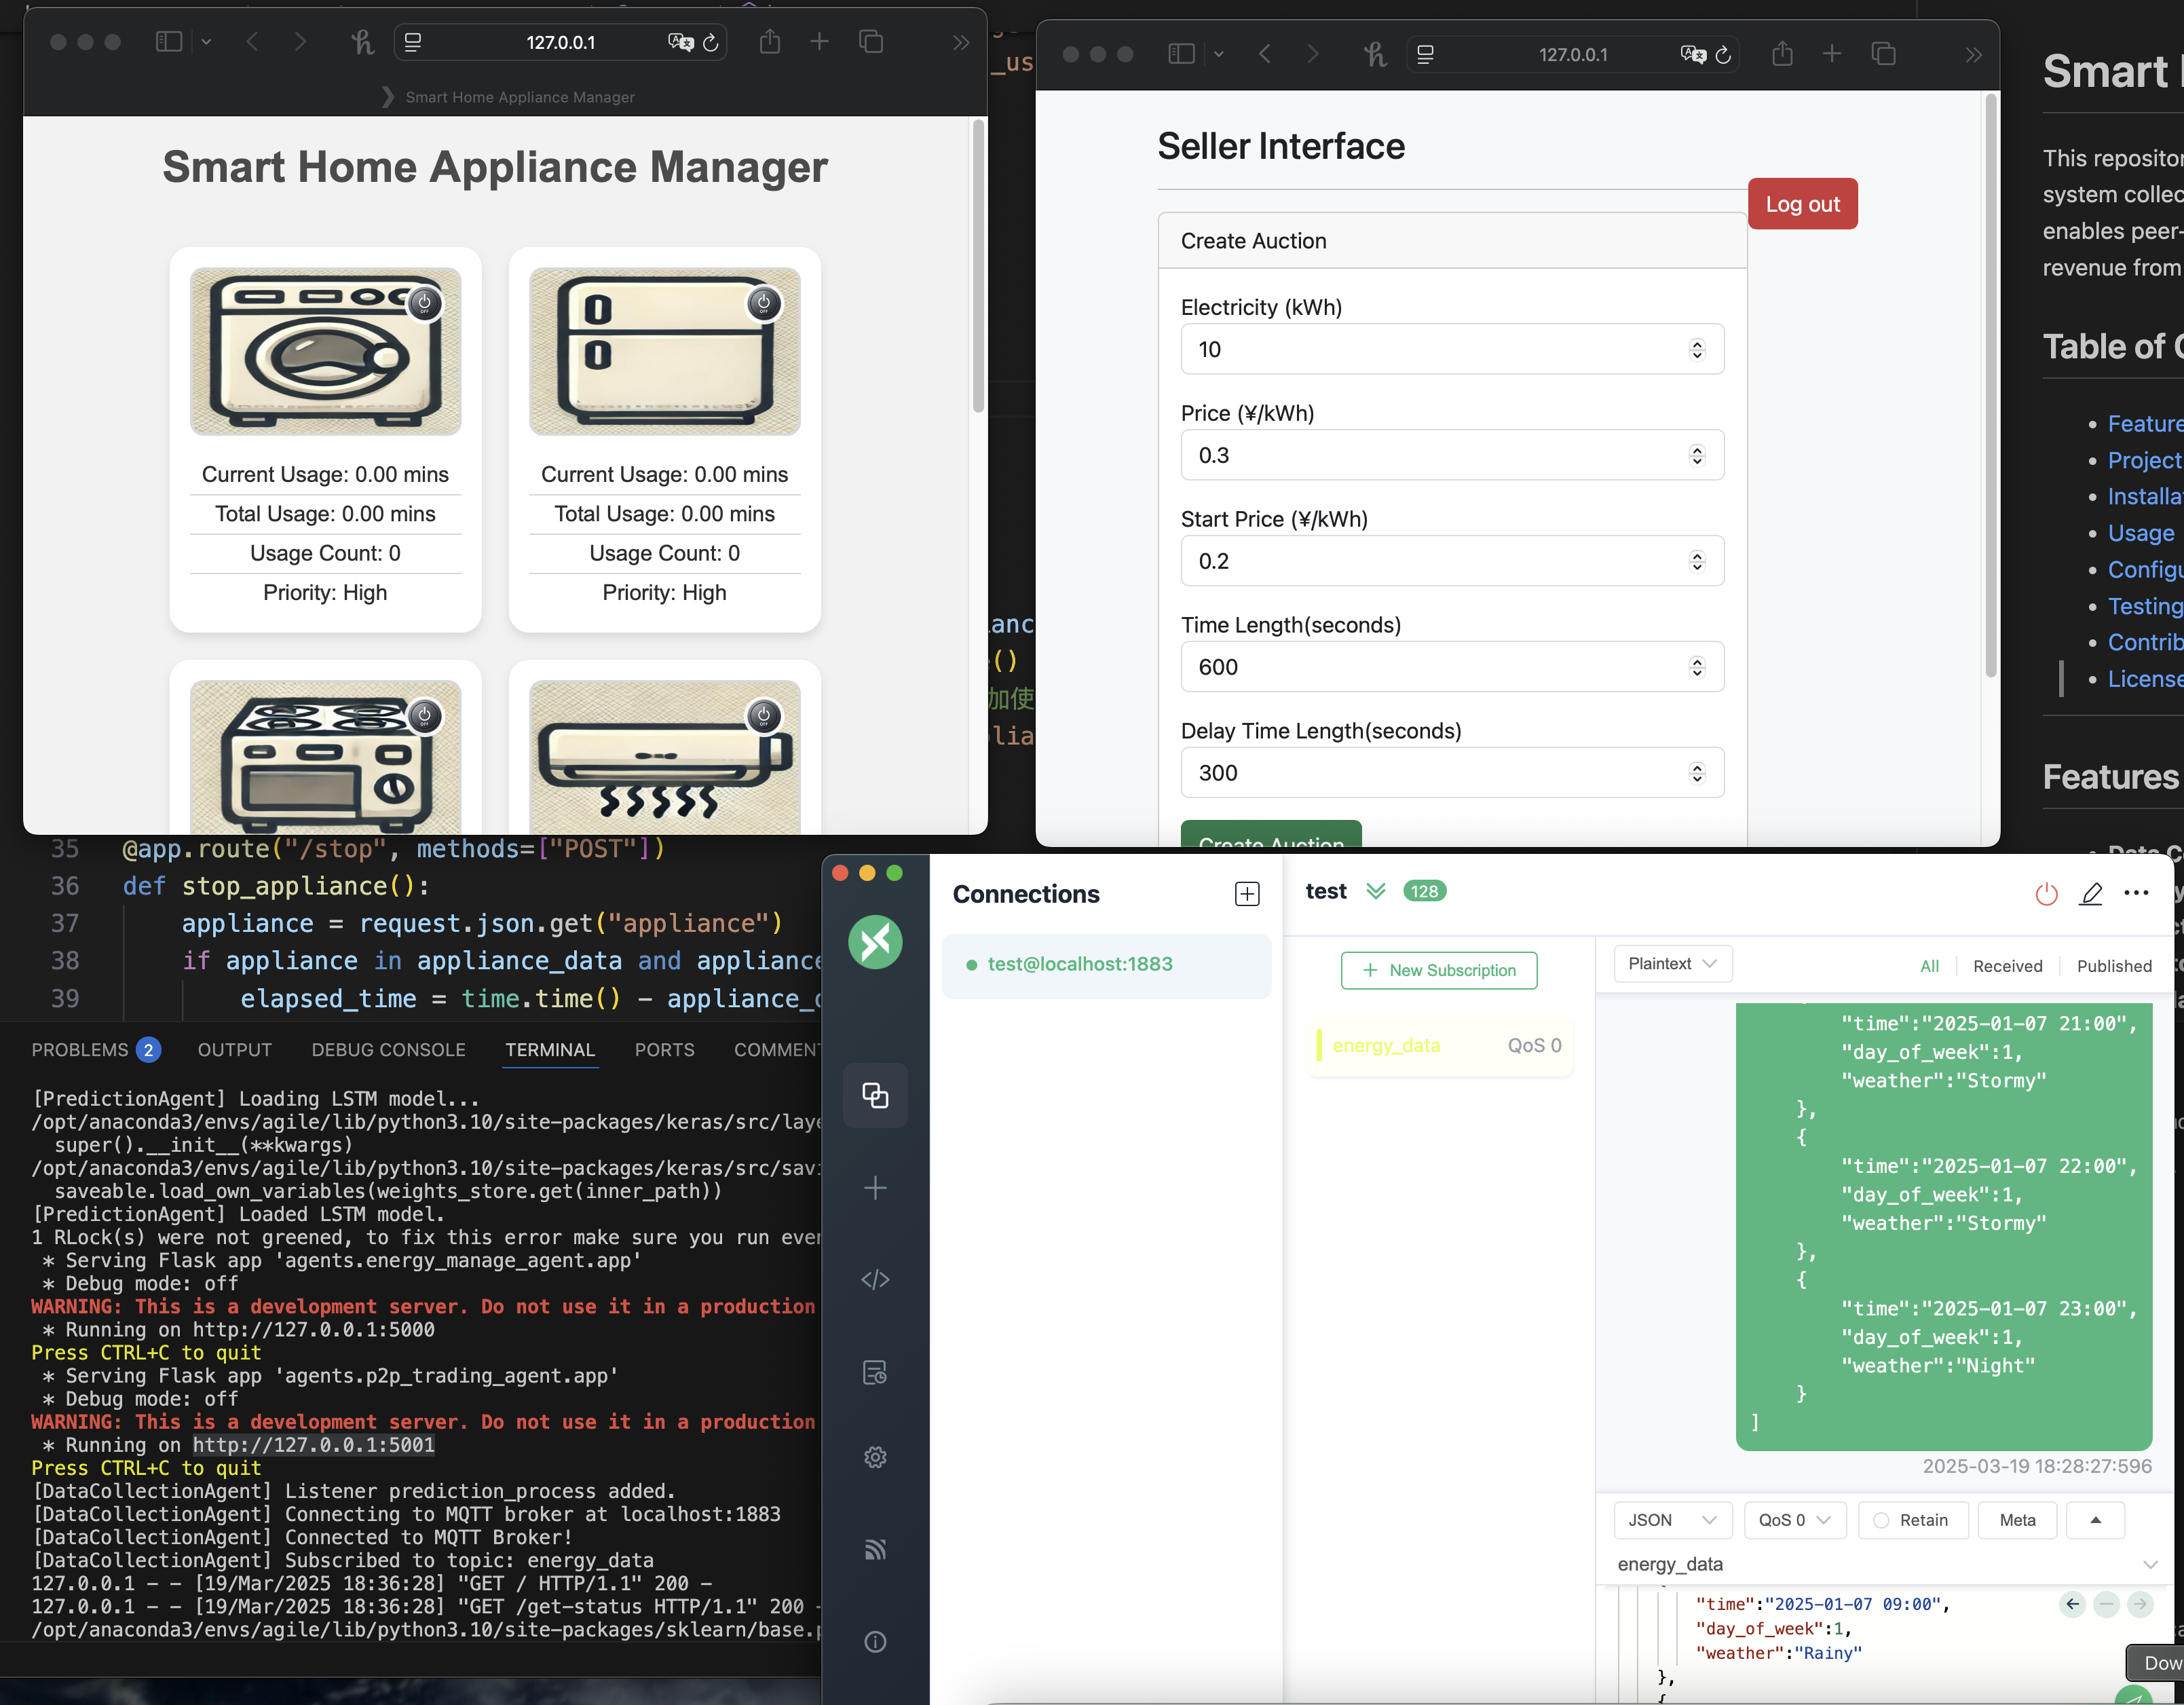 127.0.0.1
Smart Home Appliance Manager
Smart Home Appliance Manager
Current Usage: 0.00 mins
Total Usage: 0.00 mins
Usage Count: 0
Priority: High
Current Usage: 0.00 mins
Total Usage: 0.00 mins
Usage Count: 0
Priority: High
_us
anc
()
加使
plia
127.0.0.1
Seller Interface
Log out
Create Auction
Electricity (kWh)
10
Price (¥/kWh)
0.3
Start Price (¥/kWh)
0.2
Time Length(seconds)
600
Delay Time Length(seconds)
300
Create Auction
Smart
This reposito
system collec
enables peer-
revenue from
Table of
Feature
Project
Installa
Usage
Configu
Testing
Contrib
License
Features
35 @app.route("/stop", methods=["POST"])
36 def stop_appliance():
37 appliance = request.json.get("appliance")
38 if appliance in appliance_data and appliance
39 elapsed_time = time.time() - appliance_
PROBLEMS 2 OUTPUT DEBUG CONSOLE TERMINAL PORTS COMMENT
[PredictionAgent] Loading LSTM model...
/opt/anaconda3/envs/agile/lib/python3.10/site-packages/keras/src/laye
super().__init__(**kwargs)
/opt/anaconda3/envs/agile/lib/python3.10/site-packages/keras/src/savi
saveable.load_own_variables(weights_store.get(inner_path))
[PredictionAgent] Loaded LSTM model.
1 RLock(s) were not greened, to fix this error make sure you run ever
* Serving Flask app 'agents.energy_manage_agent.app'
* Debug mode: off
WARNING: This is a development server. Do not use it in a production
* Running on http://127.0.0.1:5000
Press CTRL+C to quit
* Serving Flask app 'agents.p2p_trading_agent.app'
* Debug mode: off
WARNING: This is a development server. Do not use it in a production
* Running on http://127.0.0.1:5001
Press CTRL+C to quit
[DataCollectionAgent] Listener prediction_process added.
[DataCollectionAgent] Connecting to MQTT broker at localhost:1883
[DataCollectionAgent] Connected to MQTT Broker!
[DataCollectionAgent] Subscribed to topic: energy_data
127.0.0.1 - - [19/Mar/2025 18:36:28] "GET / HTTP/1.1" 200 -
127.0.0.1 - - [19/Mar/2025 18:36:28] "GET /get-status HTTP/1.1" 200 -
/opt/anaconda3/envs/agile/lib/python3.10/site-packages/sklearn/base.p
Connections
test@localhost:1883
test 128
New Subscription
energy_data QoS 0
Plaintext All Received Published
"time":"2025-01-07 21:00",
"day_of_week":1,
"weather":"Stormy"
},
{
"time":"2025-01-07 22:00",
"day_of_week":1,
"weather":"Stormy"
},
{
"time":"2025-01-07 23:00",
"day_of_week":1,
"weather":"Night"
}
]
2025-03-19 18:28:27:596
JSON QoS 0 Retain Meta
energy_data
"time":"2025-01-07 09:00",
"day_of_week":1,
"weather":"Rainy"
},
{
Dow